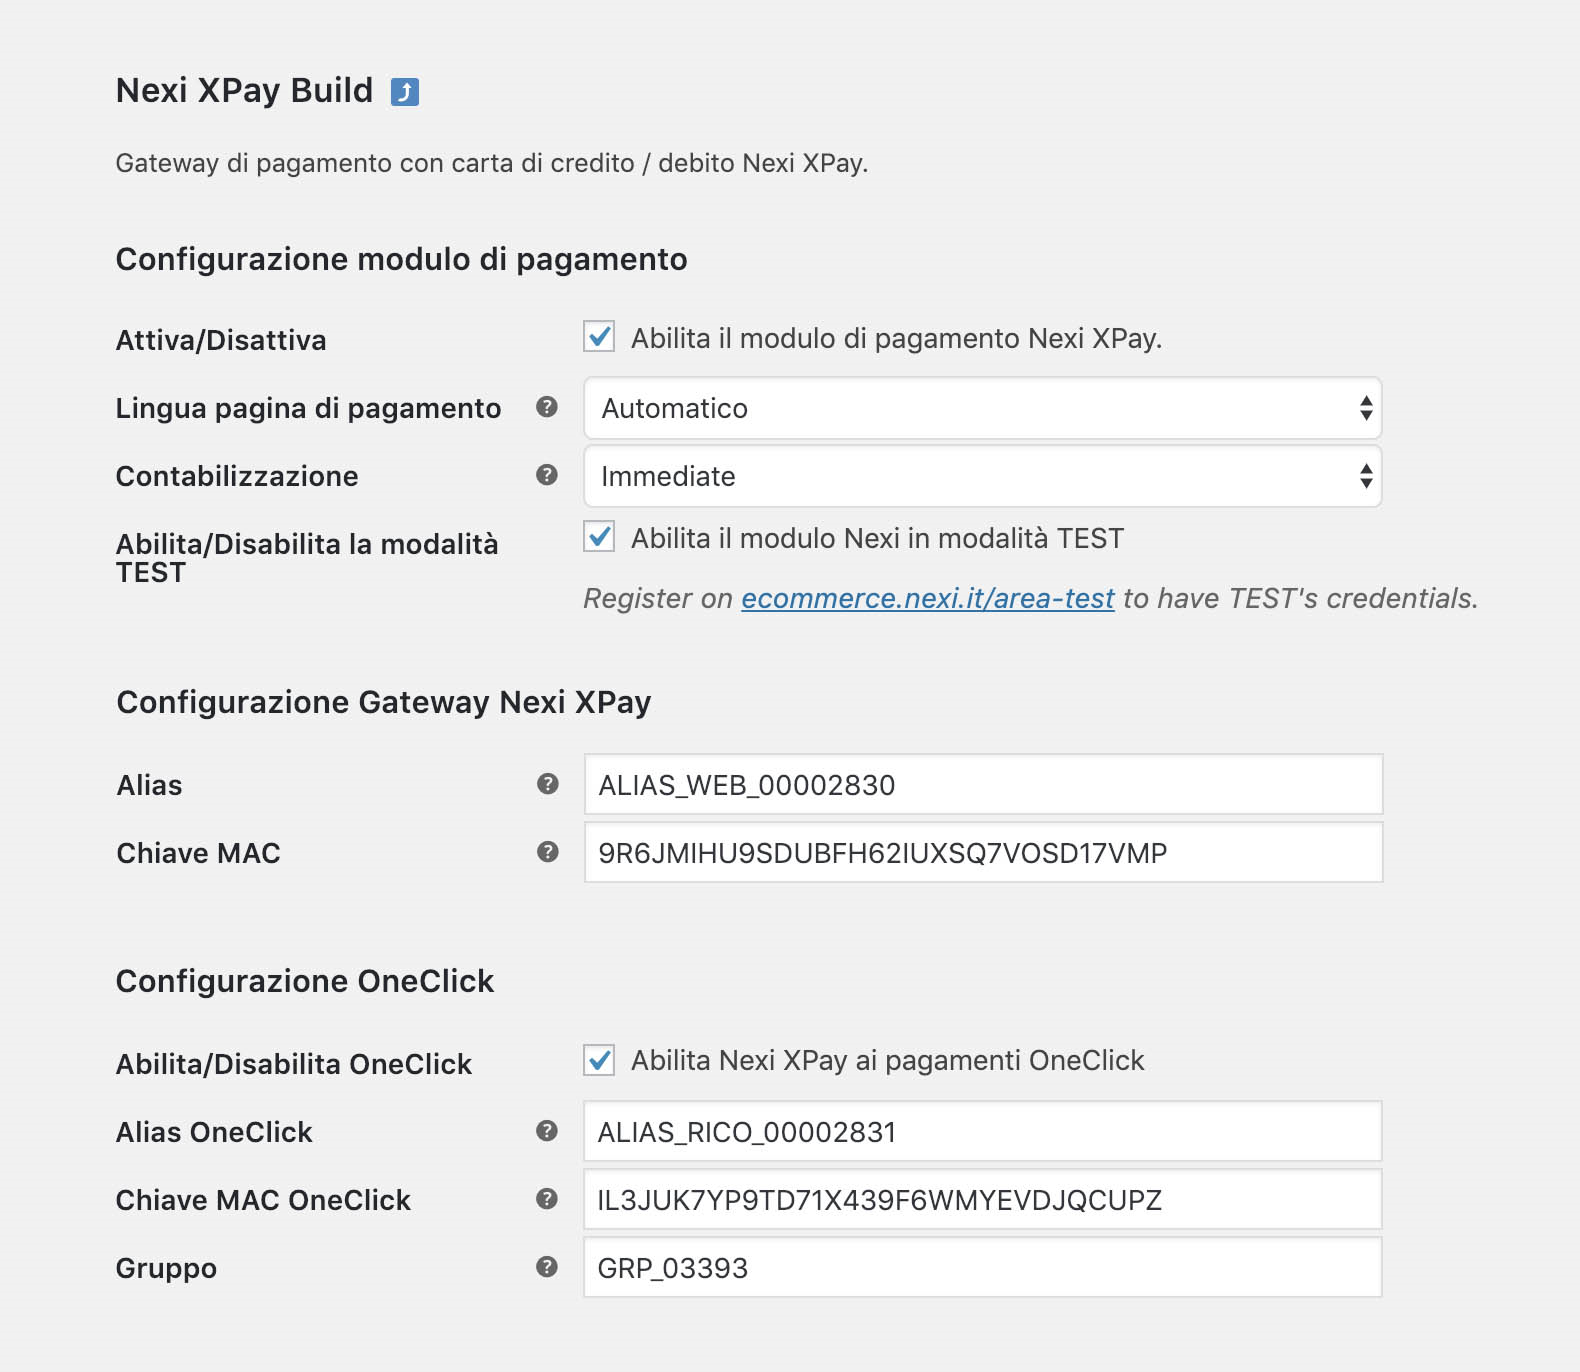 Nexi XPay Build
Gateway di pagamento con carta di credito / debito Nexi XPay.
Configurazione modulo di pagamento
Attiva/Disattiva
Abilita il modulo di pagamento Nexi XPay.
Lingua pagina di pagamento
Automatico
Contabilizzazione
Immediate
Abilita/Disabilita la modalità
TEST
Abilita il modulo Nexi in modalità TEST
Register on ecommerce.nexi.it/area-test to have TEST's credentials.
Configurazione Gateway Nexi XPay
Alias
ALIAS_WEB_00002830
Chiave MAC
9R6JMIHU9SDUBFH62IUXSQ7VOSD17VMP
Configurazione OneClick
Abilita/Disabilita OneClick
Abilita Nexi XPay ai pagamenti OneClick
Alias OneClick
ALIAS_RICO_00002831
Chiave MAC OneClick
IL3JUK7YP9TD71X439F6WMYEVDJQCUPZ
Gruppo
GRP_03393